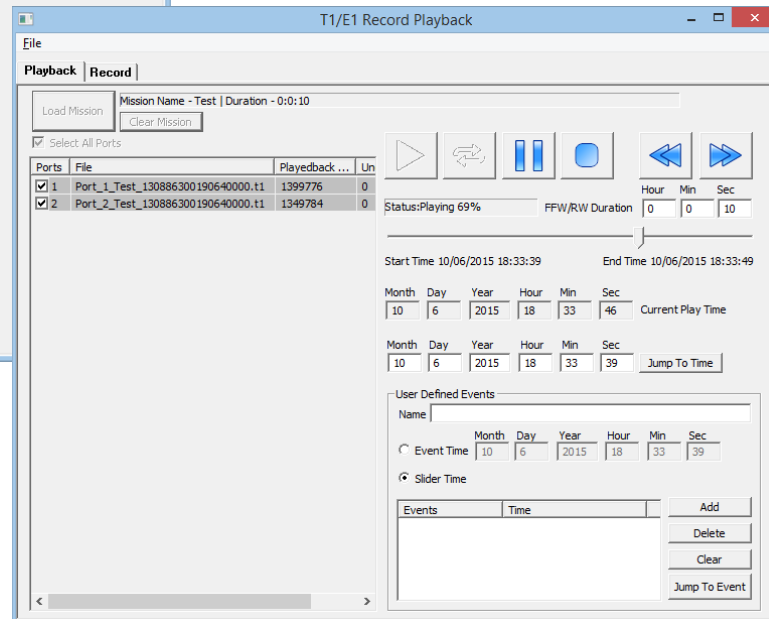 T1/E1 Record Playback
File
Playback Record
Load Mission
Mission Name - Test | Duration - 0:0:10
Clear Mission
Select All Ports
Ports File Playedback ... Un
1 Port_1_Test_130886300190640000.t1 1399776 0
2 Port_2_Test_130886300190640000.t1 1349784 0
Hour Min Sec
Status:Playing 69% FFW/RW Duration 0 0 10
Start Time 10/06/2015 18:33:39 End Time 10/06/2015 18:33:49
Month Day Year Hour Min Sec
10 6 2015 18 33 46 Current Play Time
Month Day Year Hour Min Sec
10 6 2015 18 33 39 Jump To Time
User Defined Events
Name
Month Day Year Hour Min Sec
Event Time 10 6 2015 18 33 39
Slider Time
Events Time
Add
Delete
Clear
Jump To Event